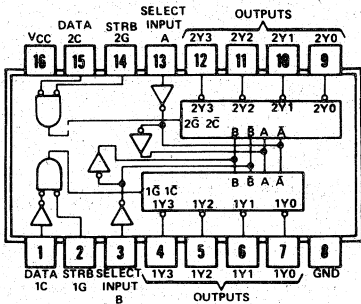 SELECT
DATA STRB INPUT OUTPUTS
VCC 2C 2G A 2Y3 2Y2 2Y1 2Y0
16 15 14 13 12 11 10 9
2Y3 2Y2 2Y1 2Y0
2G̅ 2C̅
B B̅ A A̅
B B̅ A A̅
1G̅ 1C̅
1Y3 1Y2 1Y1 1Y0
1 2 3 4 5 6 7 8
DATA STRB SELECT 1Y3 1Y2 1Y1 1Y0 GND
1C 1G INPUT OUTPUTS
B